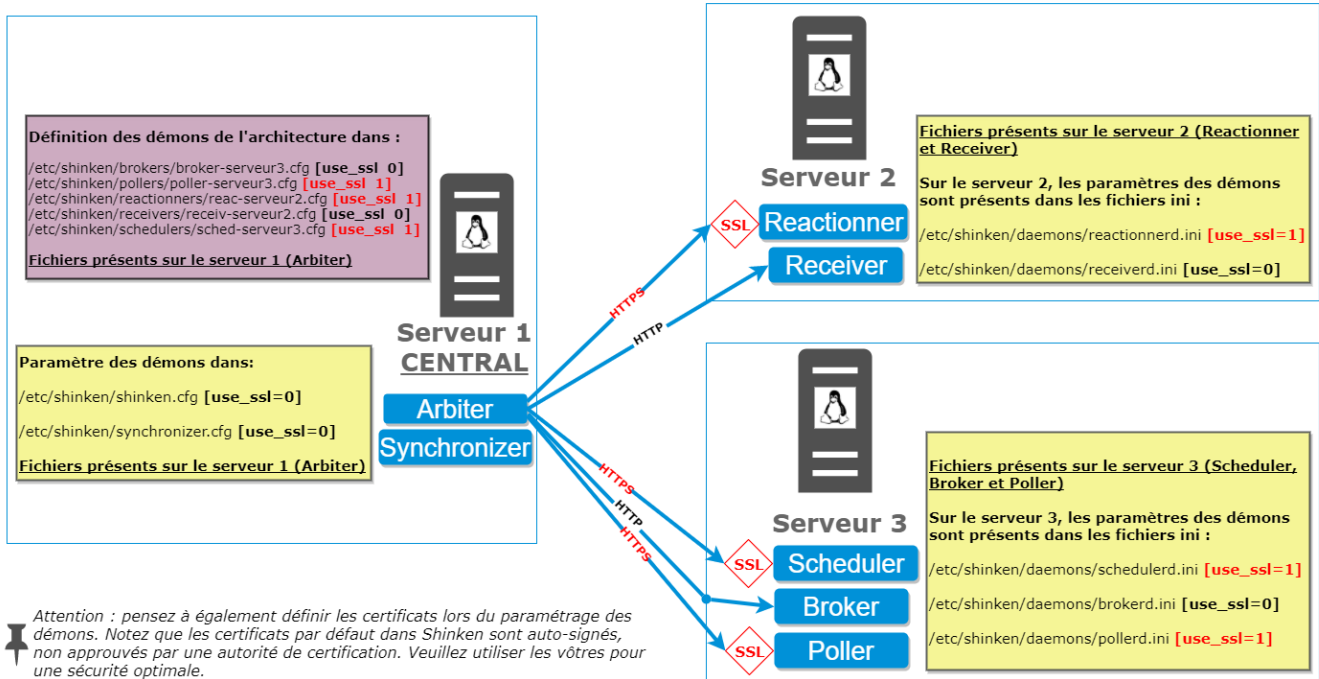 Définition des démons de l'architecture dans :
/etc/shinken/brokers/broker-serveur3.cfg [use_ssl 0]
/etc/shinken/pollers/poller-serveur3.cfg [use_ssl 1]
/etc/shinken/reactionners/reac-serveur2.cfg [use_ssl 1]
/etc/shinken/receivers/receiv-serveur2.cfg [use_ssl 0]
/etc/shinken/schedulers/sched-serveur3.cfg [use_ssl 1]
Fichiers présents sur le serveur 1 (Arbiter)
Serveur 1
CENTRAL
Paramètre des démons dans:
/etc/shinken/shinken.cfg [use_ssl=0]
/etc/shinken/synchronizer.cfg [use_ssl=0]
Fichiers présents sur le serveur 1 (Arbiter)
Arbiter
Synchronizer
HTTPS
HTTP
HTTPS
HTTP
HTTPS
Serveur 2
SSL
Reactionner
Receiver
Fichiers présents sur le serveur 2 (Reactionner
et Receiver)
Sur le serveur 2, les paramètres des démons
sont présents dans les fichiers ini :
/etc/shinken/daemons/reactionnerd.ini [use_ssl=1]
/etc/shinken/daemons/receiverd.ini [use_ssl=0]
Serveur 3
SSL
Scheduler
Broker
SSL
Poller
Fichiers présents sur le serveur 3 (Scheduler,
Broker et Poller)
Sur le serveur 3, les paramètres des démons
sont présents dans les fichiers ini :
/etc/shinken/daemons/schedulerd.ini [use_ssl=1]
/etc/shinken/daemons/brokerd.ini [use_ssl=0]
/etc/shinken/daemons/pollerd.ini [use_ssl=1]
Attention : pensez à également définir les certificats lors du paramétrage des
démons. Notez que les certificats par défaut dans Shinken sont auto-signés,
non approuvés par une autorité de certification. Veuillez utiliser les vôtres pour
une sécurité optimale.